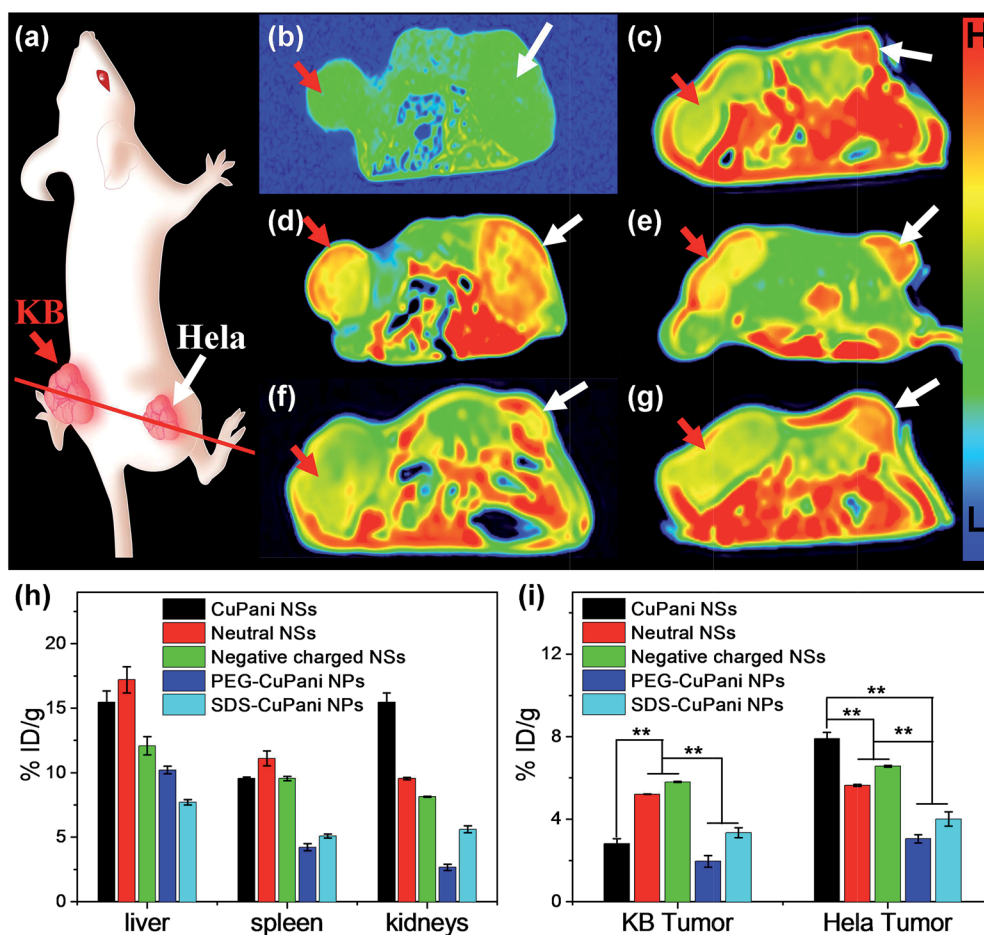 (a)
KB
Hela
(b)
(c)
H
(d)
(e)
(f)
(g)
L
(h)
CuPani NSs
Neutral NSs
Negative charged NSs
PEG-CuPani NPs
SDS-CuPani NPs
% ID/g
20
15
10
5
0
liver spleen kidneys
(i)
CuPani NSs
Neutral NSs
Negative charged NSs
PEG-CuPani NPs
SDS-CuPani NPs
% ID/g
12
8
4
0
** ** ** ** **
KB Tumor Hela Tumor